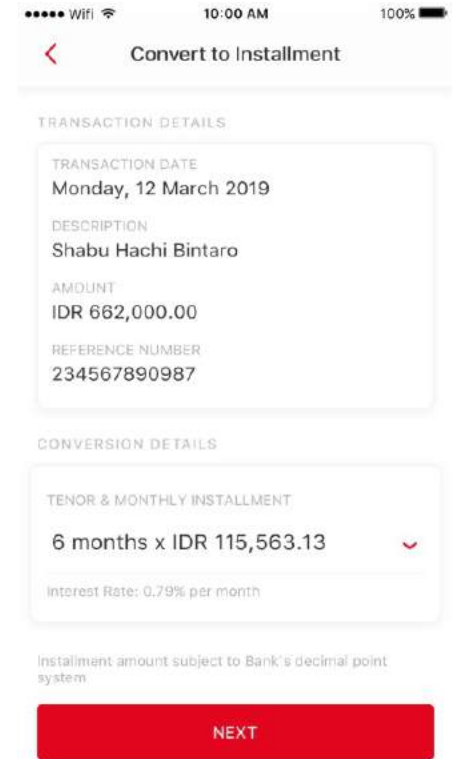 Wifi 10:00 AM 100%
Convert to Installment
TRANSACTION DETAILS
TRANSACTION DATE
Monday, 12 March 2019
DESCRIPTION
Shabu Hachi Bintaro
AMOUNT
IDR 662,000.00
REFERENCE NUMBER
234567890987
CONVERSION DETAILS
TENOR & MONTHLY INSTALLMENT
6 months x IDR 115,563.13
Interest Rate: 0.79% per month
Installment amount subject to Bank's decimal point
system
NEXT